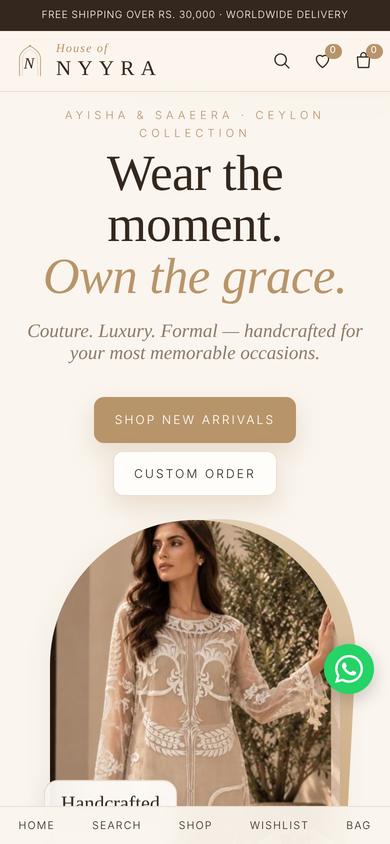 FREE SHIPPING OVER RS. 30,000 · WORLDWIDE DELIVERY
N
House of
NYYRA
0
0
AYISHA & SAAEERA · CEYLON
COLLECTION
Wear the
moment.
Own the grace.
Couture. Luxury. Formal — handcrafted for
your most memorable occasions.
SHOP NEW ARRIVALS
CUSTOM ORDER
Handcrafted
HOME SEARCH SHOP WISHLIST BAG